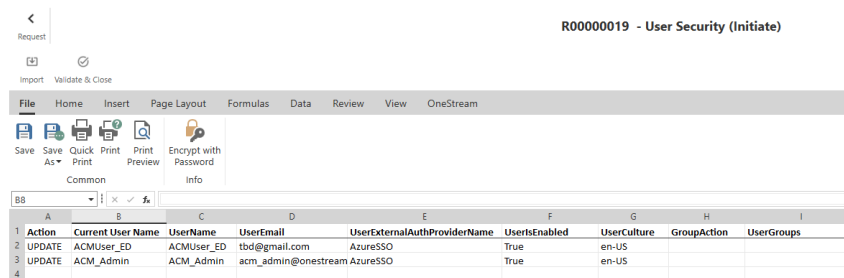 R00000019 - User Security (Initiate)
Request
Import Validate & Close
File Home Insert Page Layout Formulas Data Review View OneStream
Save Save As Quick Print Print Print Preview Encrypt with Password
Common Info
B8 fx
A B C D E F G H I
1 Action Current User Name UserName UserEmail UserExternalAuthProviderName UserIsEnabled UserCulture GroupAction UserGroups
2 UPDATE ACMUser_ED ACMUser_ED tbd@gmail.com AzureSSO True en-US
3 UPDATE ACM_Admin ACM_Admin acm_admin@onestream AzureSSO True en-US
4